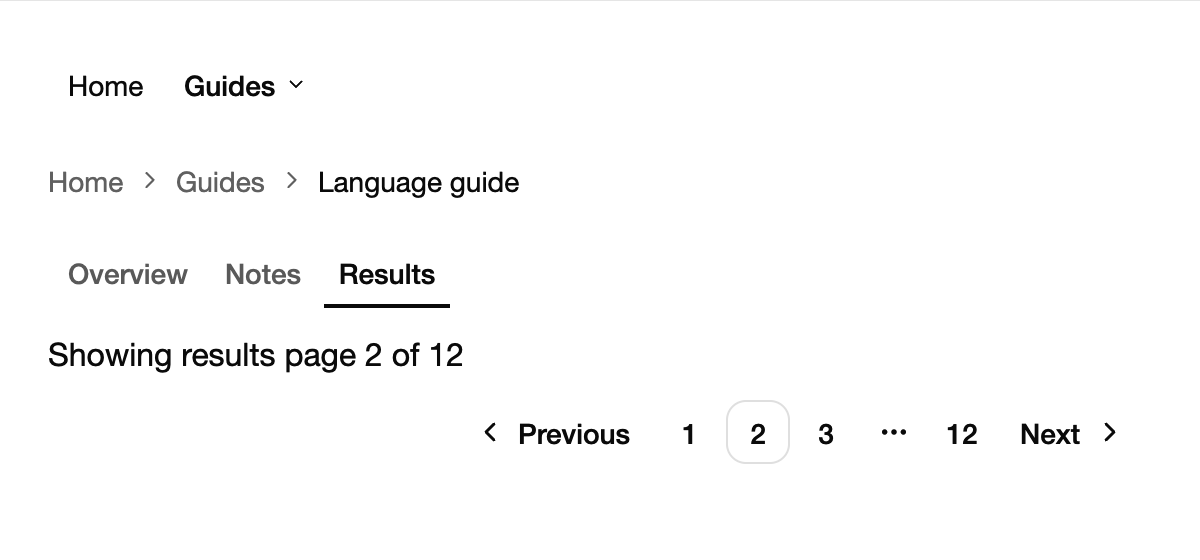 Home Guides
Home Guides Language guide
Overview Notes Results
Showing results page 2 of 12
Previous 1 2 3 ... 12 Next